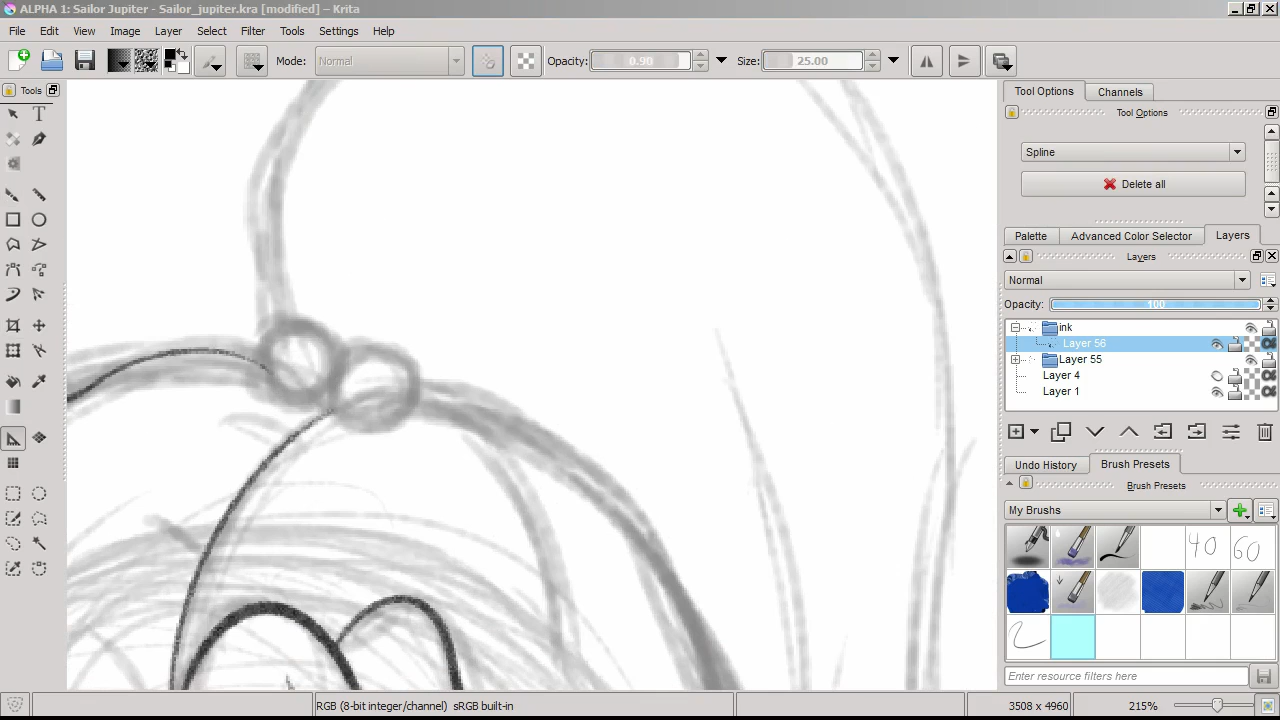 ALPHA 1: Sailor Jupiter - Sailor_jupiter.kra [modified] – Krita
File Edit View Image Layer Select Filter Tools Settings Help
Mode: Normal Opacity: 0.90 Size: 25.00
Tools
Tool Options Channels
Tool Options
Spline
Delete all
Palette Advanced Color Selector Layers
Layers
Normal
Opacity: 100
ink
Layer 56
Layer 55
Layer 4
Layer 1
Undo History Brush Presets
Brush Presets
My Brushes
40 60
Enter resource filters here
RGB (8-bit integer/channel) sRGB built-in 3508 x 4960 215%